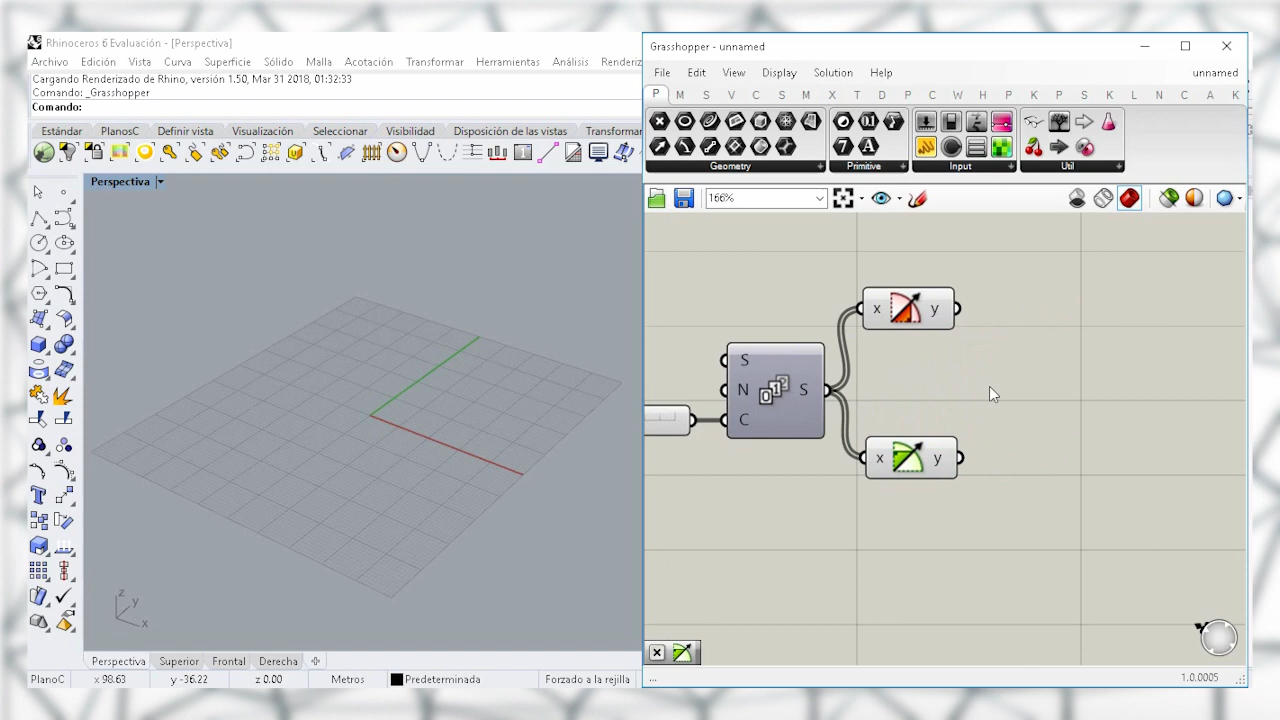 Rhinoceros 6 Evaluación - [Perspectiva]
Archivo Edición Vista Curva Superficie Sólido Malla Acotación Transformar Herramientas Análisis Renderiz
Cargando Renderizado de Rhino, versión 1.50, Mar 31 2018, 01:32:33
Comando: _Grasshopper
Comando:
Estándar PlanosC Definir vista Visualización Seleccionar Visibilidad Disposición de las vistas Transformar
Perspectiva
z
y
x
Perspectiva Superior Frontal Derecha
PlanoC x 98.63 y -36.22 z 0.00 Metros Predeterminada Forzado a la rejilla
Grasshopper - unnamed
File Edit View Display Solution Help unnamed
P M S V C S M X T D P C W H P K P S K L N C A K
Geometry Primitive Input Util
166%
x y
S
N S
C
x y
... 1.0.0005